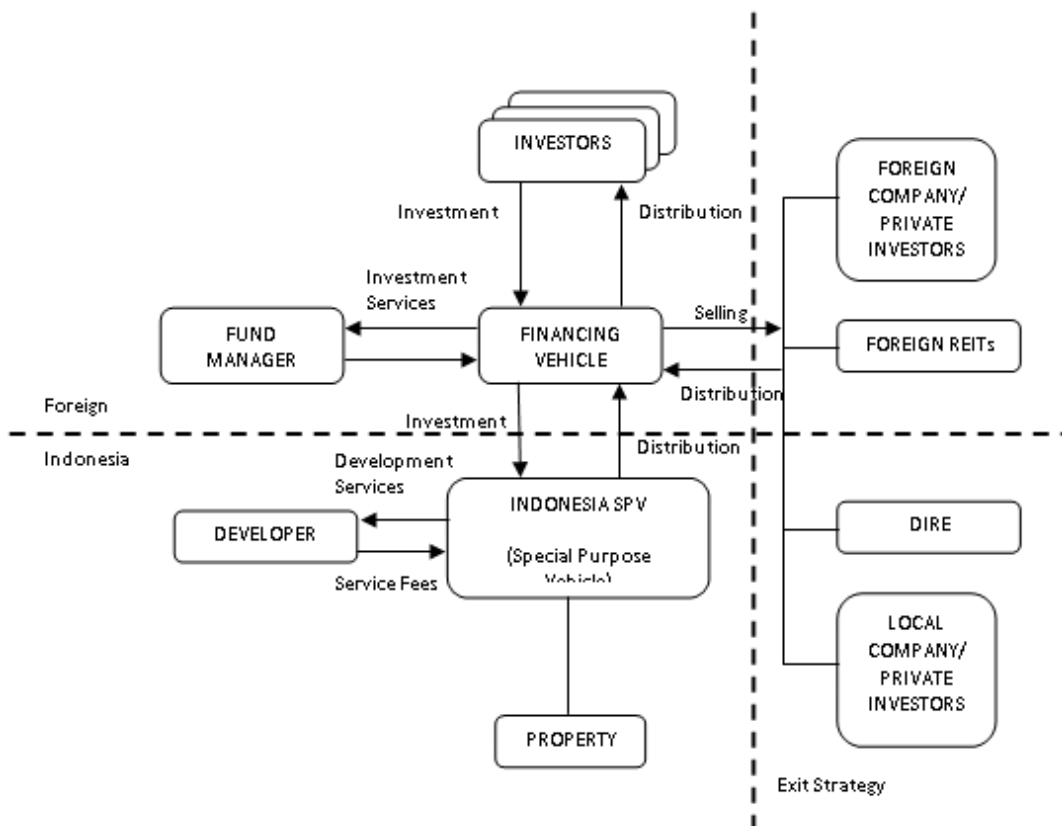 INVESTORS
FOREIGN
COMPANY/
PRIVATE
INVESTORS
Investment
Distribution
Investment
Services
Selling
FUND
MANAGER
FINANCING
VEHICLE
FOREIGN REITs
Distribution
Foreign
Investment
Distribution
Indonesia
Development
Services
INDONESIA SPV
(Special Purpose
Vehicle)
DEVELOPER
DIRE
Service Fees
LOCAL
COMPANY/
PRIVATE
INVESTORS
PROPERTY
Exit Strategy